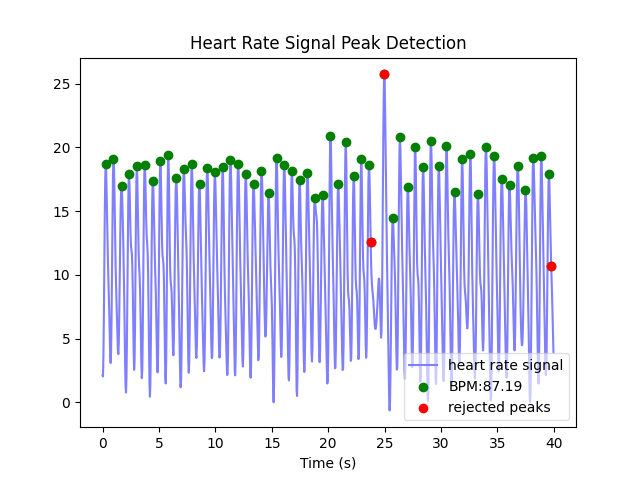 Heart Rate Signal Peak Detection
25
20
15
10
5
0
heart rate signal
BPM:87.19
rejected peaks
0 5 10 15 20 25 30 35 40
Time (s)